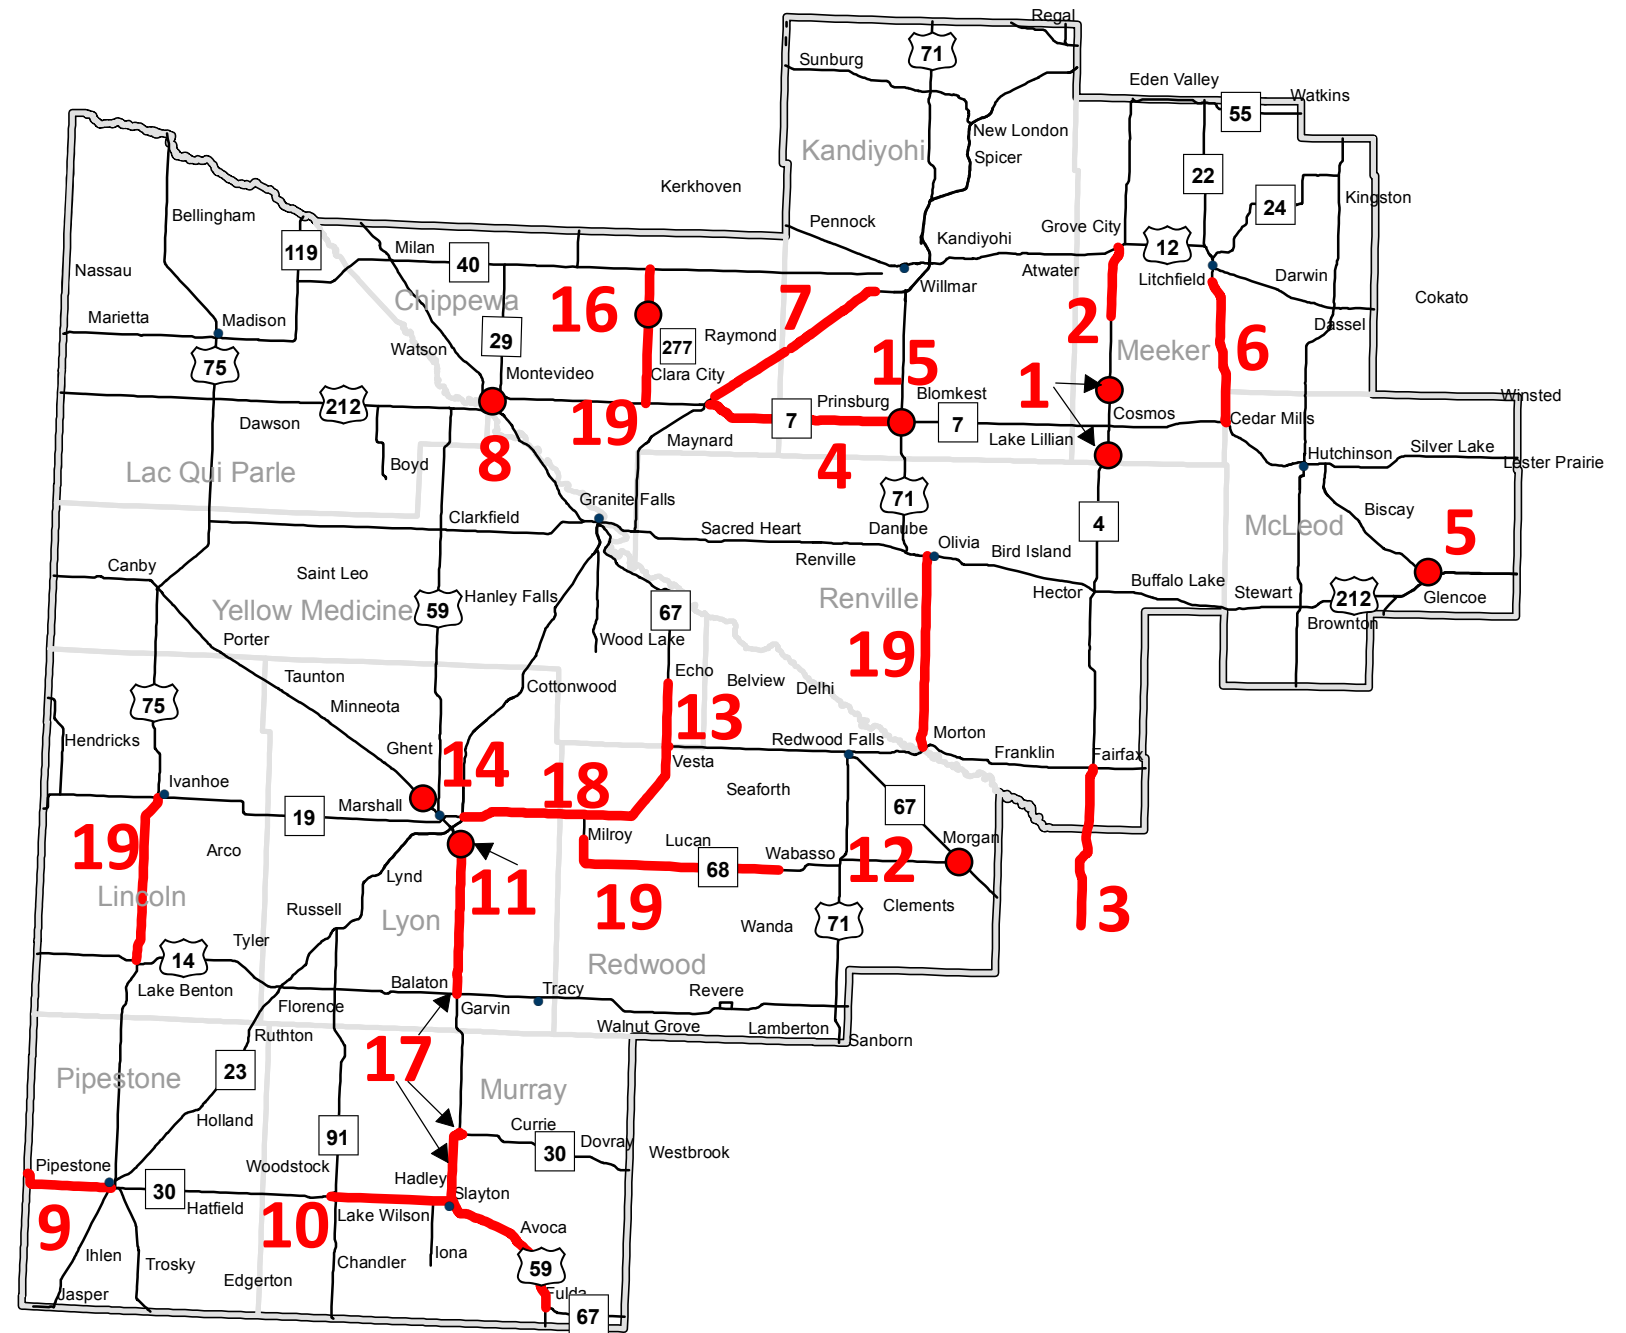 Regal
71
Sunburg
Eden Valley
Watkins
55
New London
Kandiyohi
Spicer
22
Kerkhoven
Kingston
24
Bellingham
Pennock
Grove City
Kandiyohi
12
119
Milan
40
Nassau
Atwater
Litchfield
Darwin
Willmar
Cokato
Chippewa
16
7
2
Marietta
Madison
Raymond
Dassel
29
277
Watson
15
Meeker
6
75
Montevideo
Clara City
1
Winsted
212
Prinsburg
Blomkest
Dawson
19
7
7
Cosmos
Cedar Mills
Maynard
Lake Lillian
Silver Lake
Hutchinson
Lester Prairie
8
4
Lac Qui Parle
Boyd
Granite Falls
71
Biscay
Clarkfield
Sacred Heart
Danube
4
McLeod
5
Olivia
Bird Island
Canby
Renville
Saint Leo
Buffalo Lake
Hector
Stewart
212
Glencoe
Yellow Medicine
59
Hanley Falls
67
Renville
Brownton
Porter
Wood Lake
19
Taunton
Echo
Belview
Delhi
Cottonwood
75
Minneota
13
Hendricks
Ghent
Redwood Falls
Morton
Franklin
Fairfax
14
Vesta
Ivanhoe
18
Seaforth
Marshall
19
67
Milroy
Lucan
Morgan
19
Arco
Wabasso
12
68
Lynd
Lincoln
11
19
Clements
3
Russell
Lyon
Wanda
71
Tyler
14
Redwood
Lake Benton
Balaton
Tracy
Revere
Florence
Garvin
Walnut Grove
Lamberton
Ruthton
Sanborn
17
23
Pipestone
Murray
Holland
Currie
91
30
Dovray
Westbrook
Pipestone
Woodstock
Hadley
30
Slayton
Hatfield
9
10
Lake Wilson
Avoca
Ihlen
Trosky
Chandler
Iona
59
Edgerton
Jasper
Fulda
67